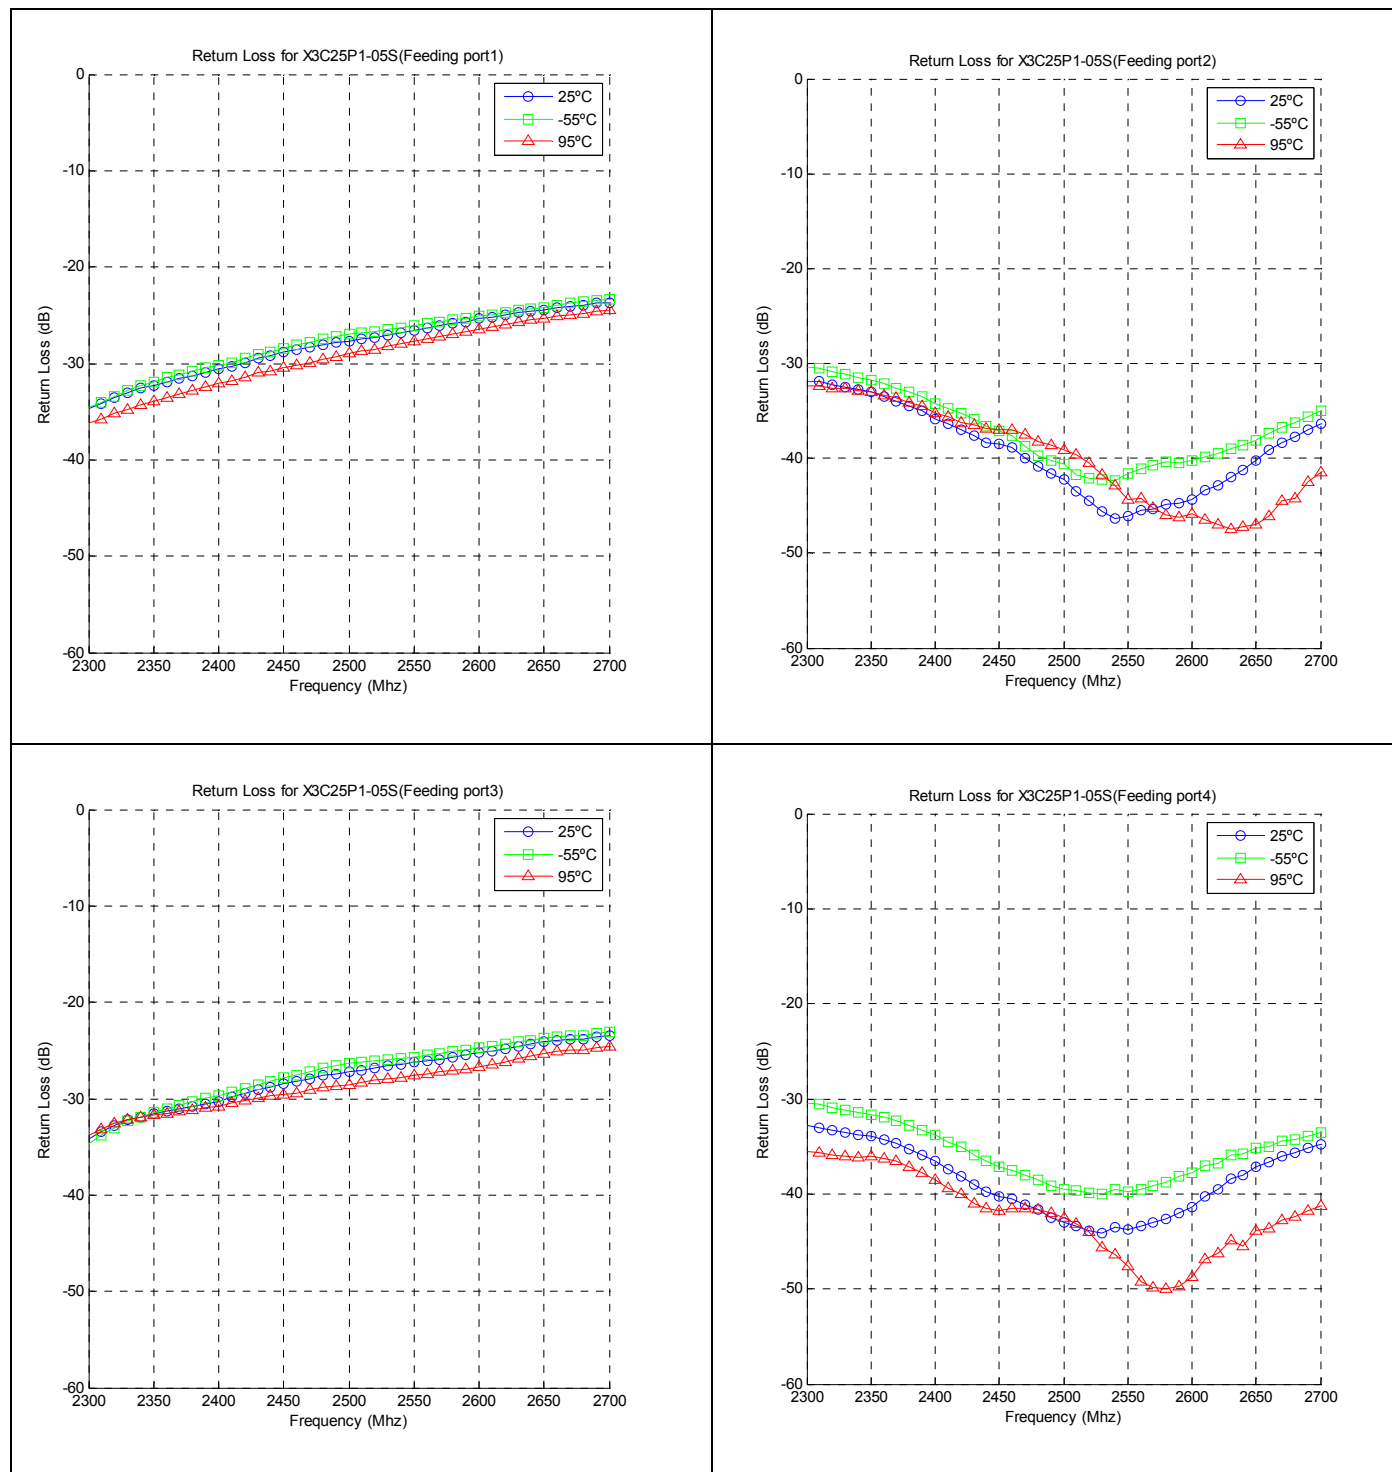 Return Loss for X3C25P1-05S(Feeding port1)
25ºC
-55ºC
95ºC
0
-10
-20
-30
-40
-50
-60
Return Loss (dB)
2300 2350 2400 2450 2500 2550 2600 2650 2700
Frequency (Mhz)
Return Loss for X3C25P1-05S(Feeding port2)
25ºC
-55ºC
95ºC
0
-10
-20
-30
-40
-50
-60
Return Loss (dB)
2300 2350 2400 2450 2500 2550 2600 2650 2700
Frequency (Mhz)
Return Loss for X3C25P1-05S(Feeding port3)
25ºC
-55ºC
95ºC
0
-10
-20
-30
-40
-50
-60
Return Loss (dB)
2300 2350 2400 2450 2500 2550 2600 2650 2700
Frequency (Mhz)
Return Loss for X3C25P1-05S(Feeding port4)
25ºC
-55ºC
95ºC
0
-10
-20
-30
-40
-50
-60
Return Loss (dB)
2300 2350 2400 2450 2500 2550 2600 2650 2700
Frequency (Mhz)